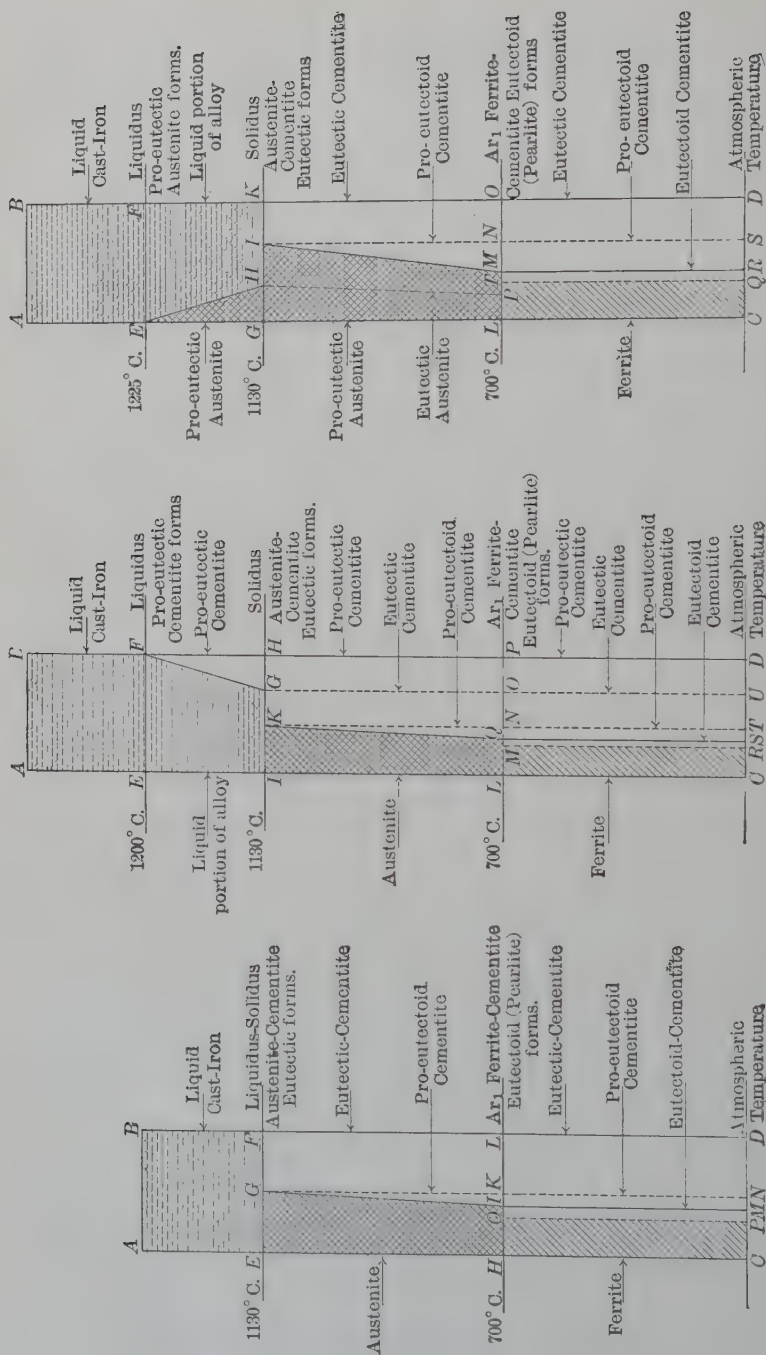 A B
Liquid
Cast-Iron
1130° C. E G F Liquidus-Solidus
Austenite-Cementite
Eutectic forms.
Eutectic-Cementite
Austenite
Pro-eutectoid
Cementite
700° C. H O I K L Ar₁ Ferrite-Cementite
Eutectoid (Pearlite)
forms.
Eutectic-Cementite
Ferrite
Pro-eutectoid
Cementite
Eutectoid-Cementite
Atmospheric
C P M N D Temperature
A
Liquid
Cast-Iron
1200° C. E F Liquidus
Pro-eutectic
Cementite forms
Pro-eutectic
Cementite
Liquid
portion of alloy
1130° C. Solidus
I K G H Austenite-
Cementite
Eutectic forms.
Pro-eutectic
Cementite
Eutectic
Cementite
Austenite
Pro-eutectoid
Cementite
700° C. L M N O P Ar₁ Ferrite-
Cementite
Eutectoid (Pearlite)
forms.
Pro-eutectic
Cementite
Eutectic
Cementite
Ferrite
Pro-eutectoid
Cementite
Eutectoid
Cementite
Atmospheric
C R S T U D Temperature
A B
Liquid
Cast-Iron
1225° C. E F Liquidus
Pro-eutectic
Austenite forms.
Liquid portion
of alloy
Pro-eutectic
Austenite
1130° C. G H I K Solidus
Austenite-
Cementite
Eutectic forms
Eutectic Cementite
Pro-eutectic
Austenite
Pro-eutectoid
Cementite
Eutectic
Austenite
700° C. L P M N O Ar₁ Ferrite-
Cementite Eutectoid
(Pearlite) forms
Eutectic Cementite
Ferrite
Pro-eutectoid
Cementite
Eutectoid Cementite
Atmospheric
C Q R S D Temperature